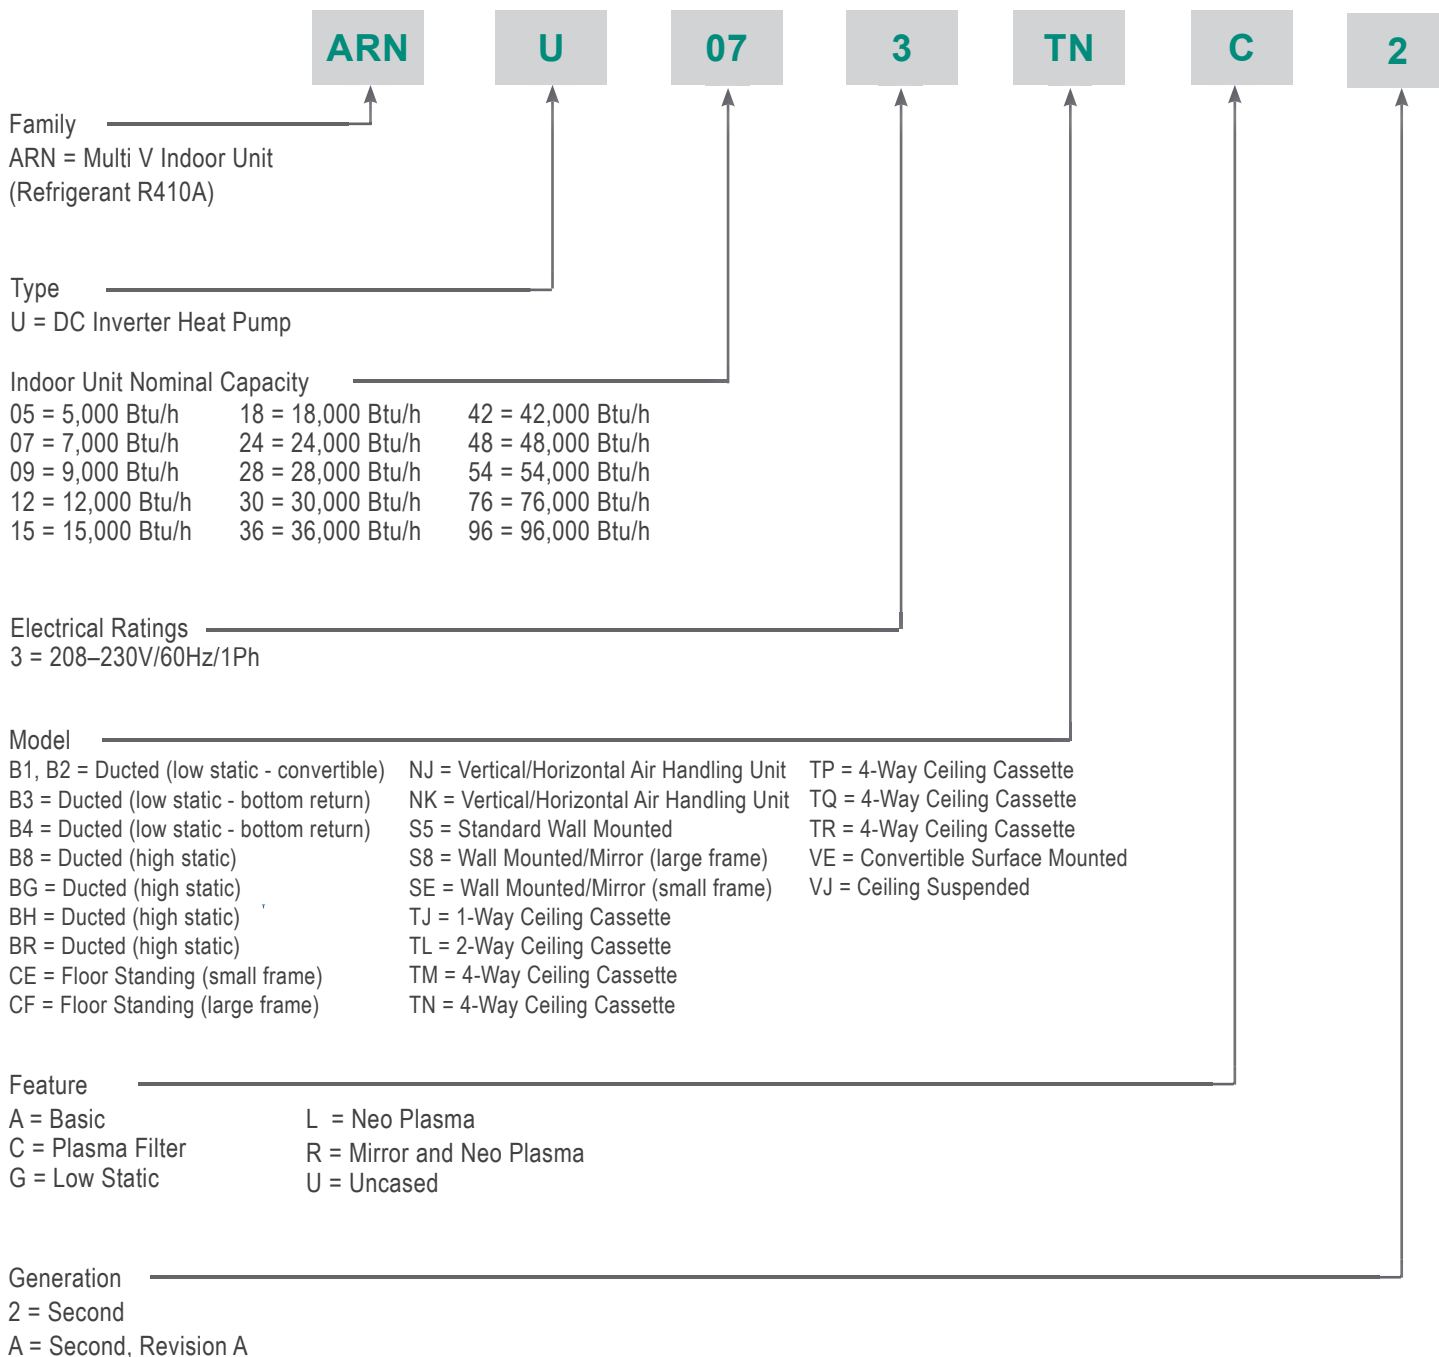 ARN U 07 3 TN C 2
Family
ARN = Multi V Indoor Unit
(Refrigerant R410A)
Type
U = DC Inverter Heat Pump
Indoor Unit Nominal Capacity
05 = 5,000 Btu/h 18 = 18,000 Btu/h 42 = 42,000 Btu/h
07 = 7,000 Btu/h 24 = 24,000 Btu/h 48 = 48,000 Btu/h
09 = 9,000 Btu/h 28 = 28,000 Btu/h 54 = 54,000 Btu/h
12 = 12,000 Btu/h 30 = 30,000 Btu/h 76 = 76,000 Btu/h
15 = 15,000 Btu/h 36 = 36,000 Btu/h 96 = 96,000 Btu/h
Electrical Ratings
3 = 208–230V/60Hz/1Ph
Model
B1, B2 = Ducted (low static - convertible)
B3 = Ducted (low static - bottom return)
B4 = Ducted (low static - bottom return)
B8 = Ducted (high static)
BG = Ducted (high static)
BH = Ducted (high static)
BR = Ducted (high static)
CE = Floor Standing (small frame)
CF = Floor Standing (large frame)
NJ = Vertical/Horizontal Air Handling Unit
NK = Vertical/Horizontal Air Handling Unit
S5 = Standard Wall Mounted
S8 = Wall Mounted/Mirror (large frame)
SE = Wall Mounted/Mirror (small frame)
TJ = 1-Way Ceiling Cassette
TL = 2-Way Ceiling Cassette
TM = 4-Way Ceiling Cassette
TN = 4-Way Ceiling Cassette
TP = 4-Way Ceiling Cassette
TQ = 4-Way Ceiling Cassette
TR = 4-Way Ceiling Cassette
VE = Convertible Surface Mounted
VJ = Ceiling Suspended
Feature
A = Basic
C = Plasma Filter
G = Low Static
L = Neo Plasma
R = Mirror and Neo Plasma
U = Uncased
Generation
2 = Second
A = Second, Revision A